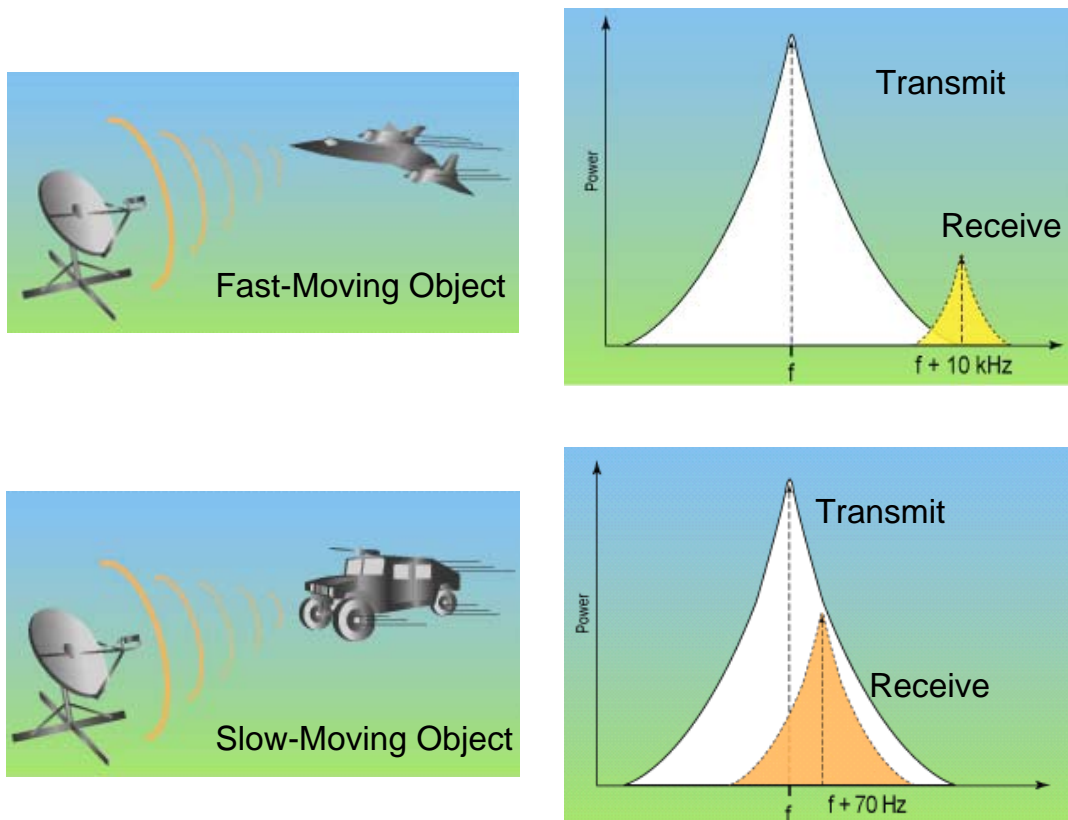 Fast-Moving Object
Power
Transmit
Receive
f
f + 10 kHz
Slow-Moving Object
Power
Transmit
Receive
f
f + 70 Hz